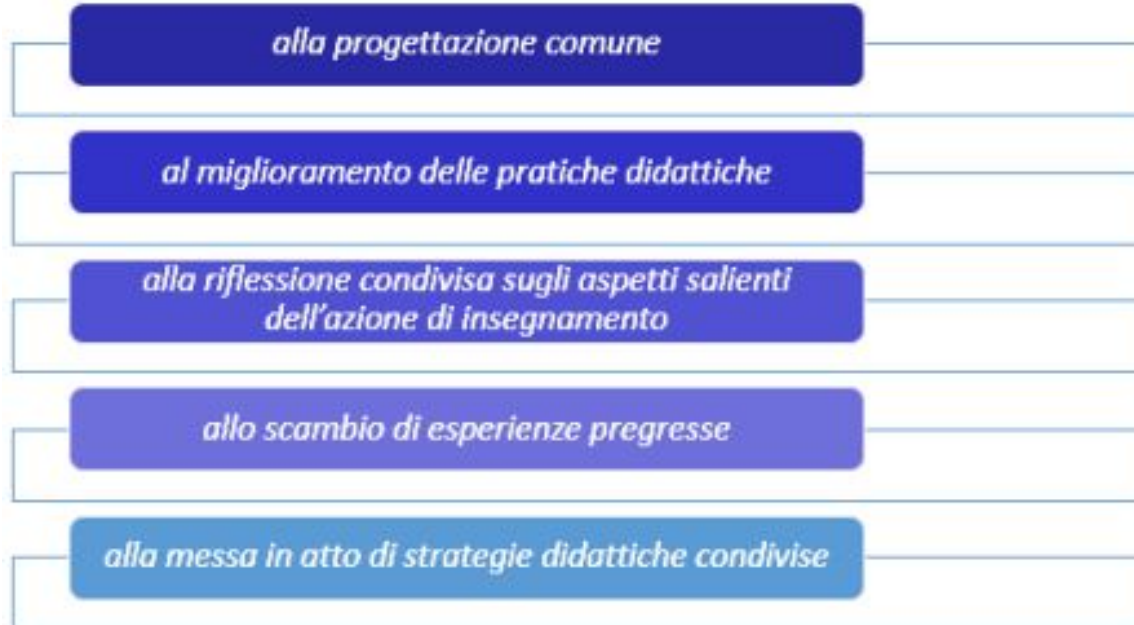 alla progettazione comune
al miglioramento delle pratiche didattiche
alla riflessione condivisa sugli aspetti salienti
dell'azione di insegnamento
allo scambio di esperienze pregresse
alla messa in atto di strategie didattiche condivise